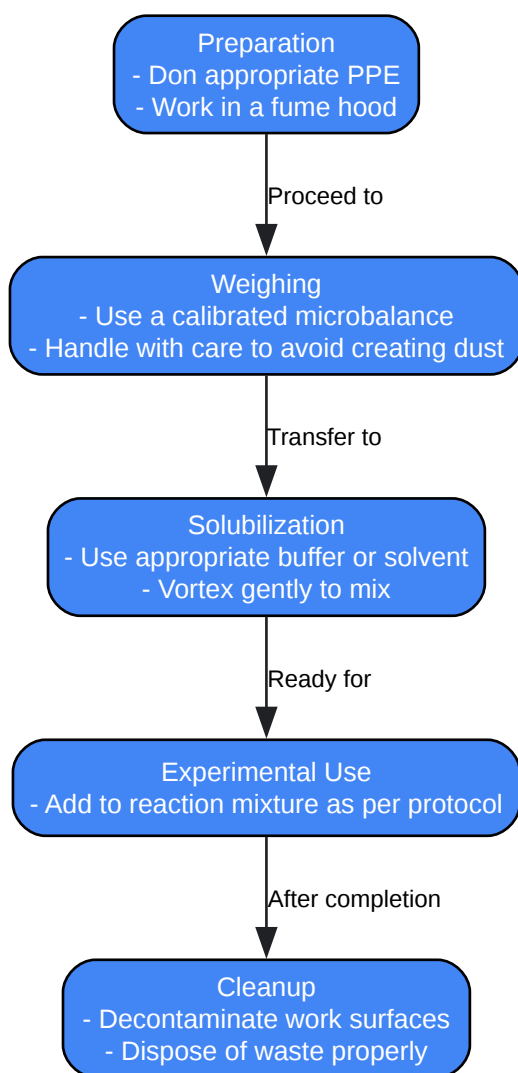 Preparation
- Don appropriate PPE
- Work in a fume hood
Proceed to
Weighing
- Use a calibrated microbalance
- Handle with care to avoid creating dust
Transfer to
Solubilization
- Use appropriate buffer or solvent
- Vortex gently to mix
Ready for
Experimental Use
- Add to reaction mixture as per protocol
After completion
Cleanup
- Decontaminate work surfaces
- Dispose of waste properly